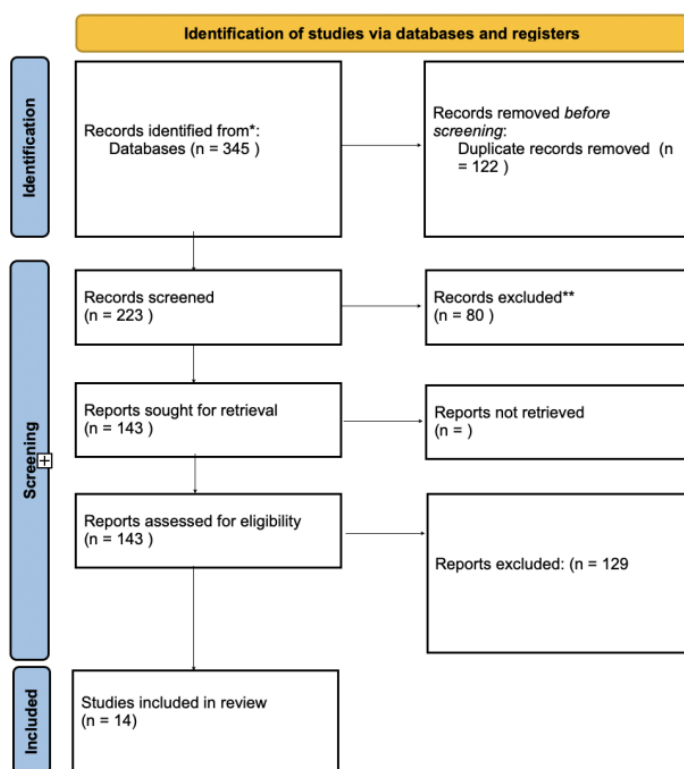 Identification of studies via databases and registers
Identification
Records identified from*:
Databases (n = 345 )
Records removed before
screening:
Duplicate records removed (n
= 122 )
Screening
Records screened
(n = 223 )
Records excluded**
(n = 80 )
Reports sought for retrieval
(n = 143 )
Reports not retrieved
(n = )
Reports assessed for eligibility
(n = 143 )
Reports excluded: (n = 129
Included
Studies included in review
(n = 14)